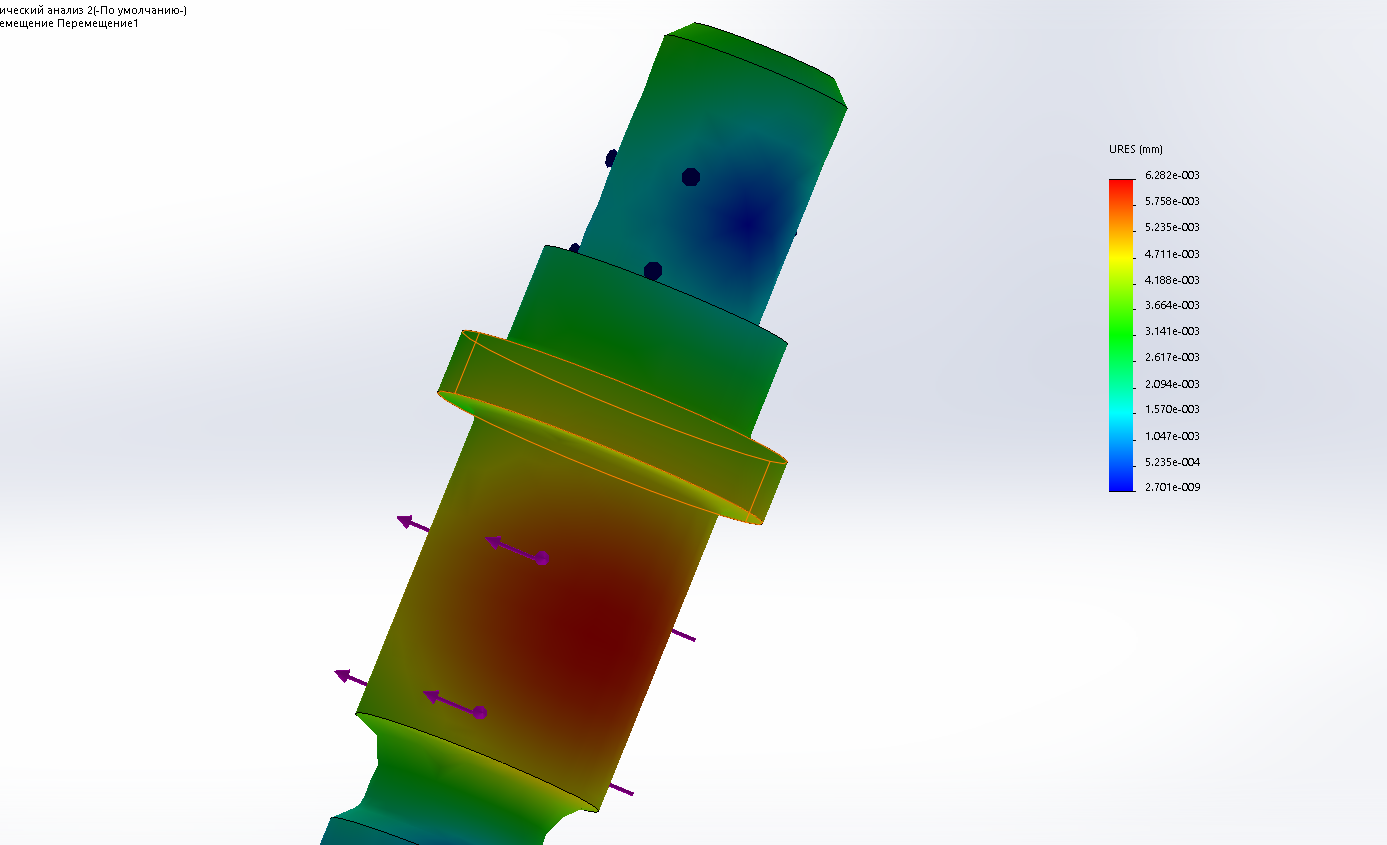 ический анализ 2(-По умолчанию-)
емещение Перемещение1
URES (mm)
6.282e-003
5.758e-003
5.235e-003
4.711e-003
4.188e-003
3.664e-003
3.141e-003
2.617e-003
2.094e-003
1.570e-003
1.047e-003
5.235e-004
2.701e-009